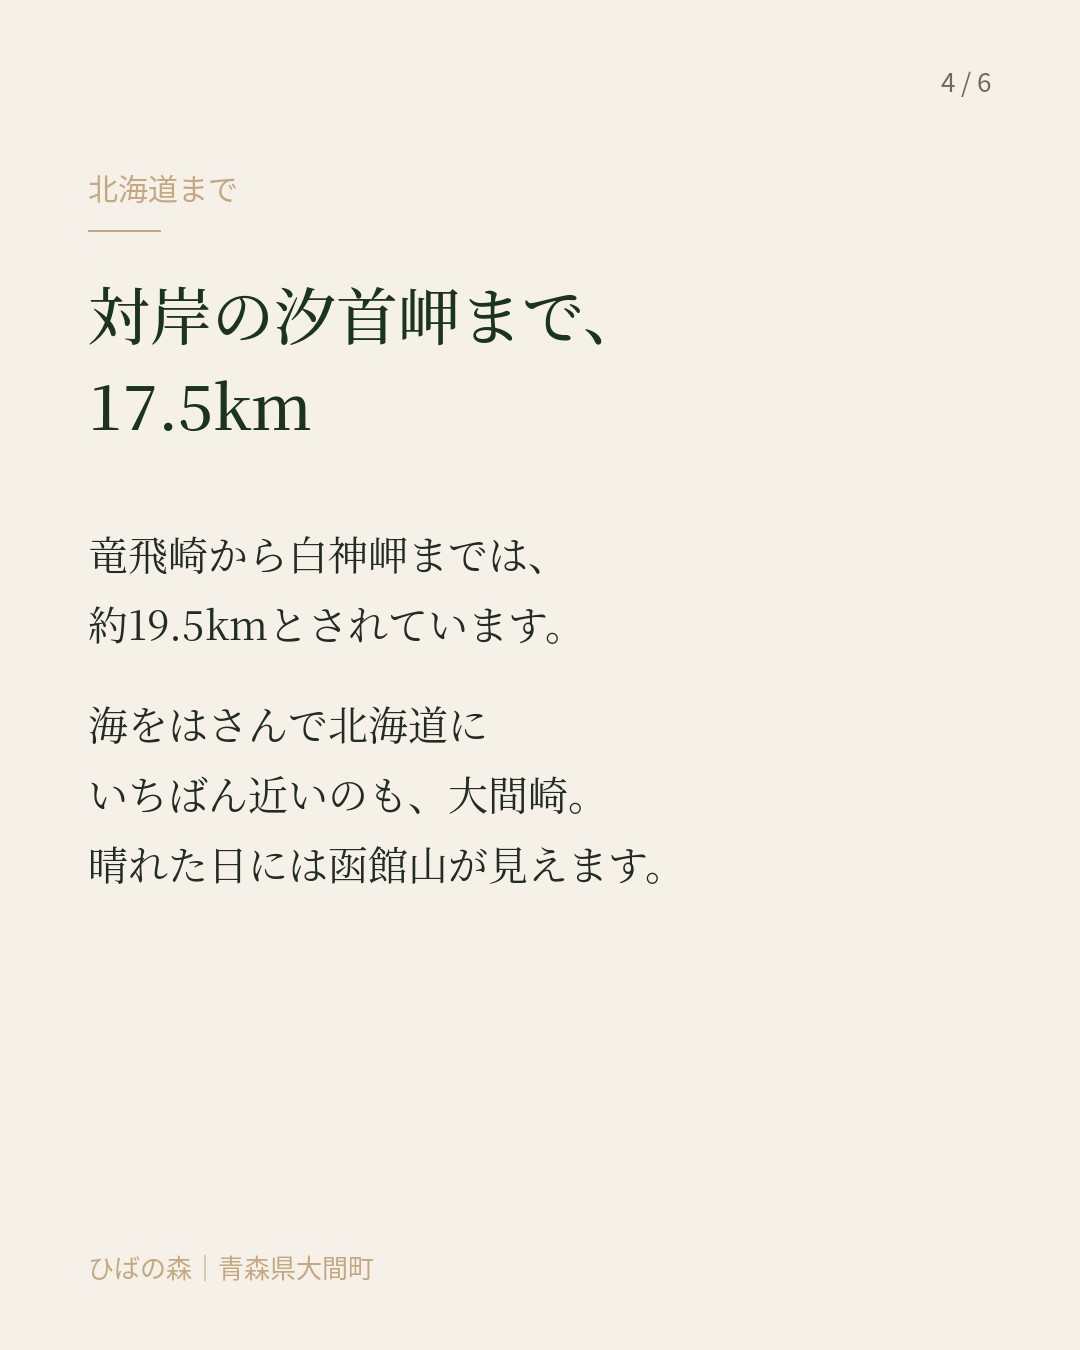 4 / 6
北海道まで
対岸の汐首岬まで、
17.5km
竜飛崎から白神岬までは、
約19.5kmとされています。
海をはさんで北海道に
いちばん近いのも、大間崎。
晴れた日には函館山が見えます。
ひばの森｜青森県大間町